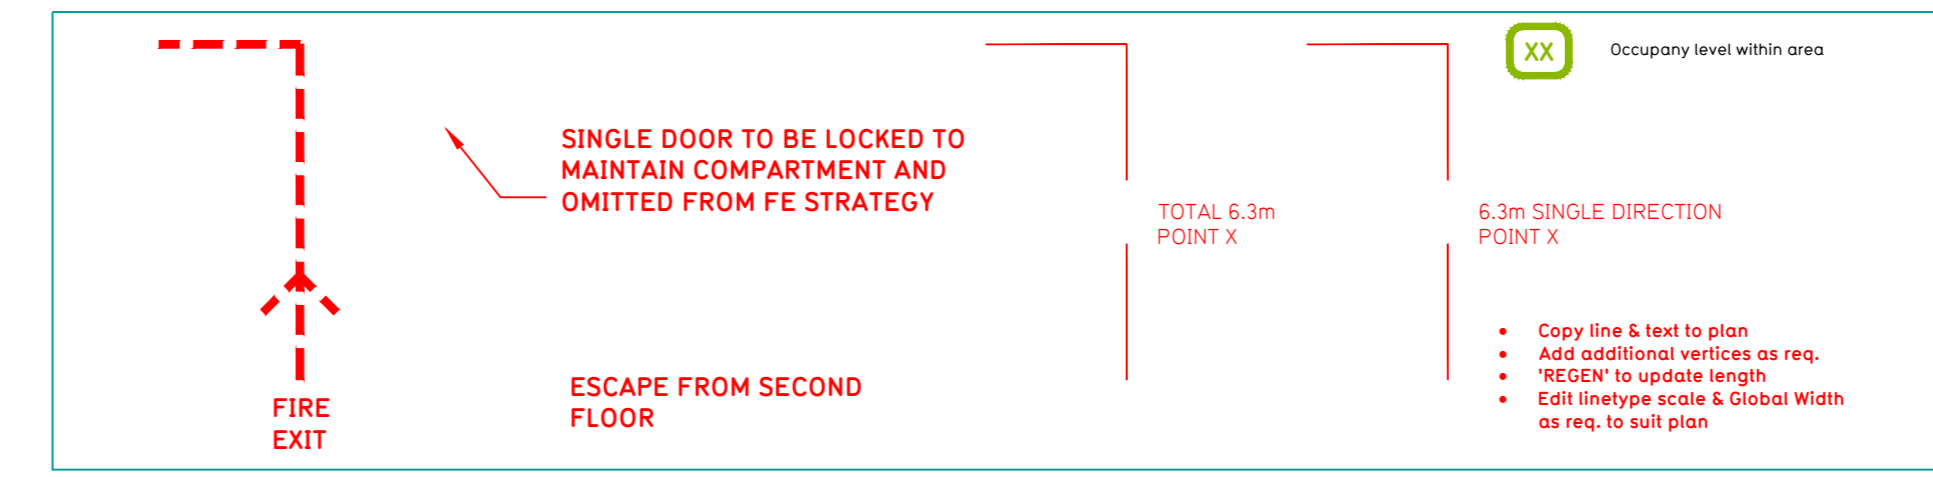 XX
Occupany level within area
SINGLE DOOR TO BE LOCKED TO
MAINTAIN COMPARTMENT AND
OMITTED FROM FE STRATEGY
TOTAL 6.3m
POINT X
6.3m SINGLE DIRECTION
POINT X
• Copy line & text to plan
• Add additional vertices as req.
• 'REGEN' to update length
• Edit linetype scale & Global Width
as req. to suit plan
ESCAPE FROM SECOND
FLOOR
FIRE
EXIT